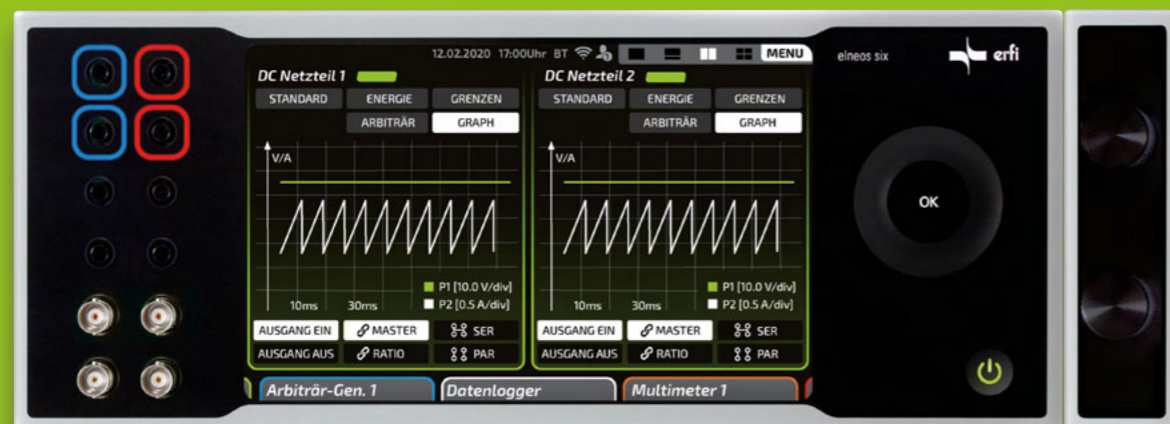 12.02.2020 17:00Uhr BT MENU
elneos six
erfi
DC Netzteil 1
STANDARD ENERGIE GRENZEN
ARBITRÄR GRAPH
V/A
P1 [10.0 V/div]
10ms 30ms P2 [0.5 A/div]
AUSGANG EIN MASTER SER
AUSGANG AUS RATIO PAR
DC Netzteil 2
STANDARD ENERGIE GRENZEN
ARBITRÄR GRAPH
V/A
P1 [10.0 V/div]
10ms 30ms P2 [0.5 A/div]
AUSGANG EIN MASTER SER
AUSGANG AUS RATIO PAR
Arbiträr-Gen. 1 Datenlogger Multimeter 1
OK